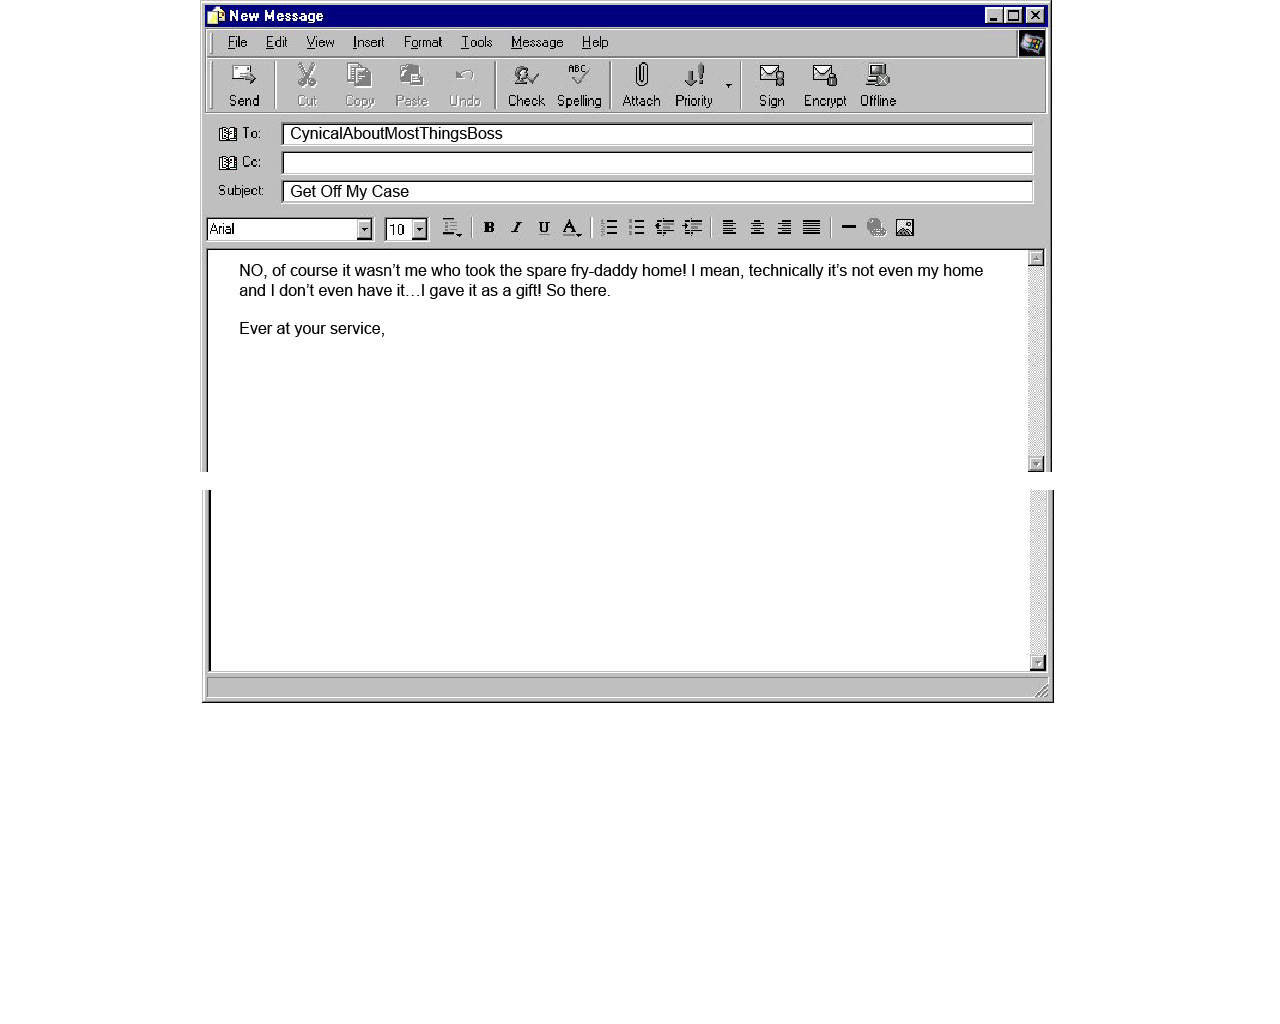 New Message
File Edit View Insert Format Tools Message Help
Send Cut Copy Paste Undo Check Spelling Attach Priority Sign Encrypt Offline
ABC
To: CynicalAboutMostThingsBoss
Cc:
Subject: Get Off My Case
Arial 10 B I U A
NO, of course it wasn’t me who took the spare fry-daddy home! I mean, technically it’s not even my home
and I don’t even have it…I gave it as a gift! So there.
Ever at your service,